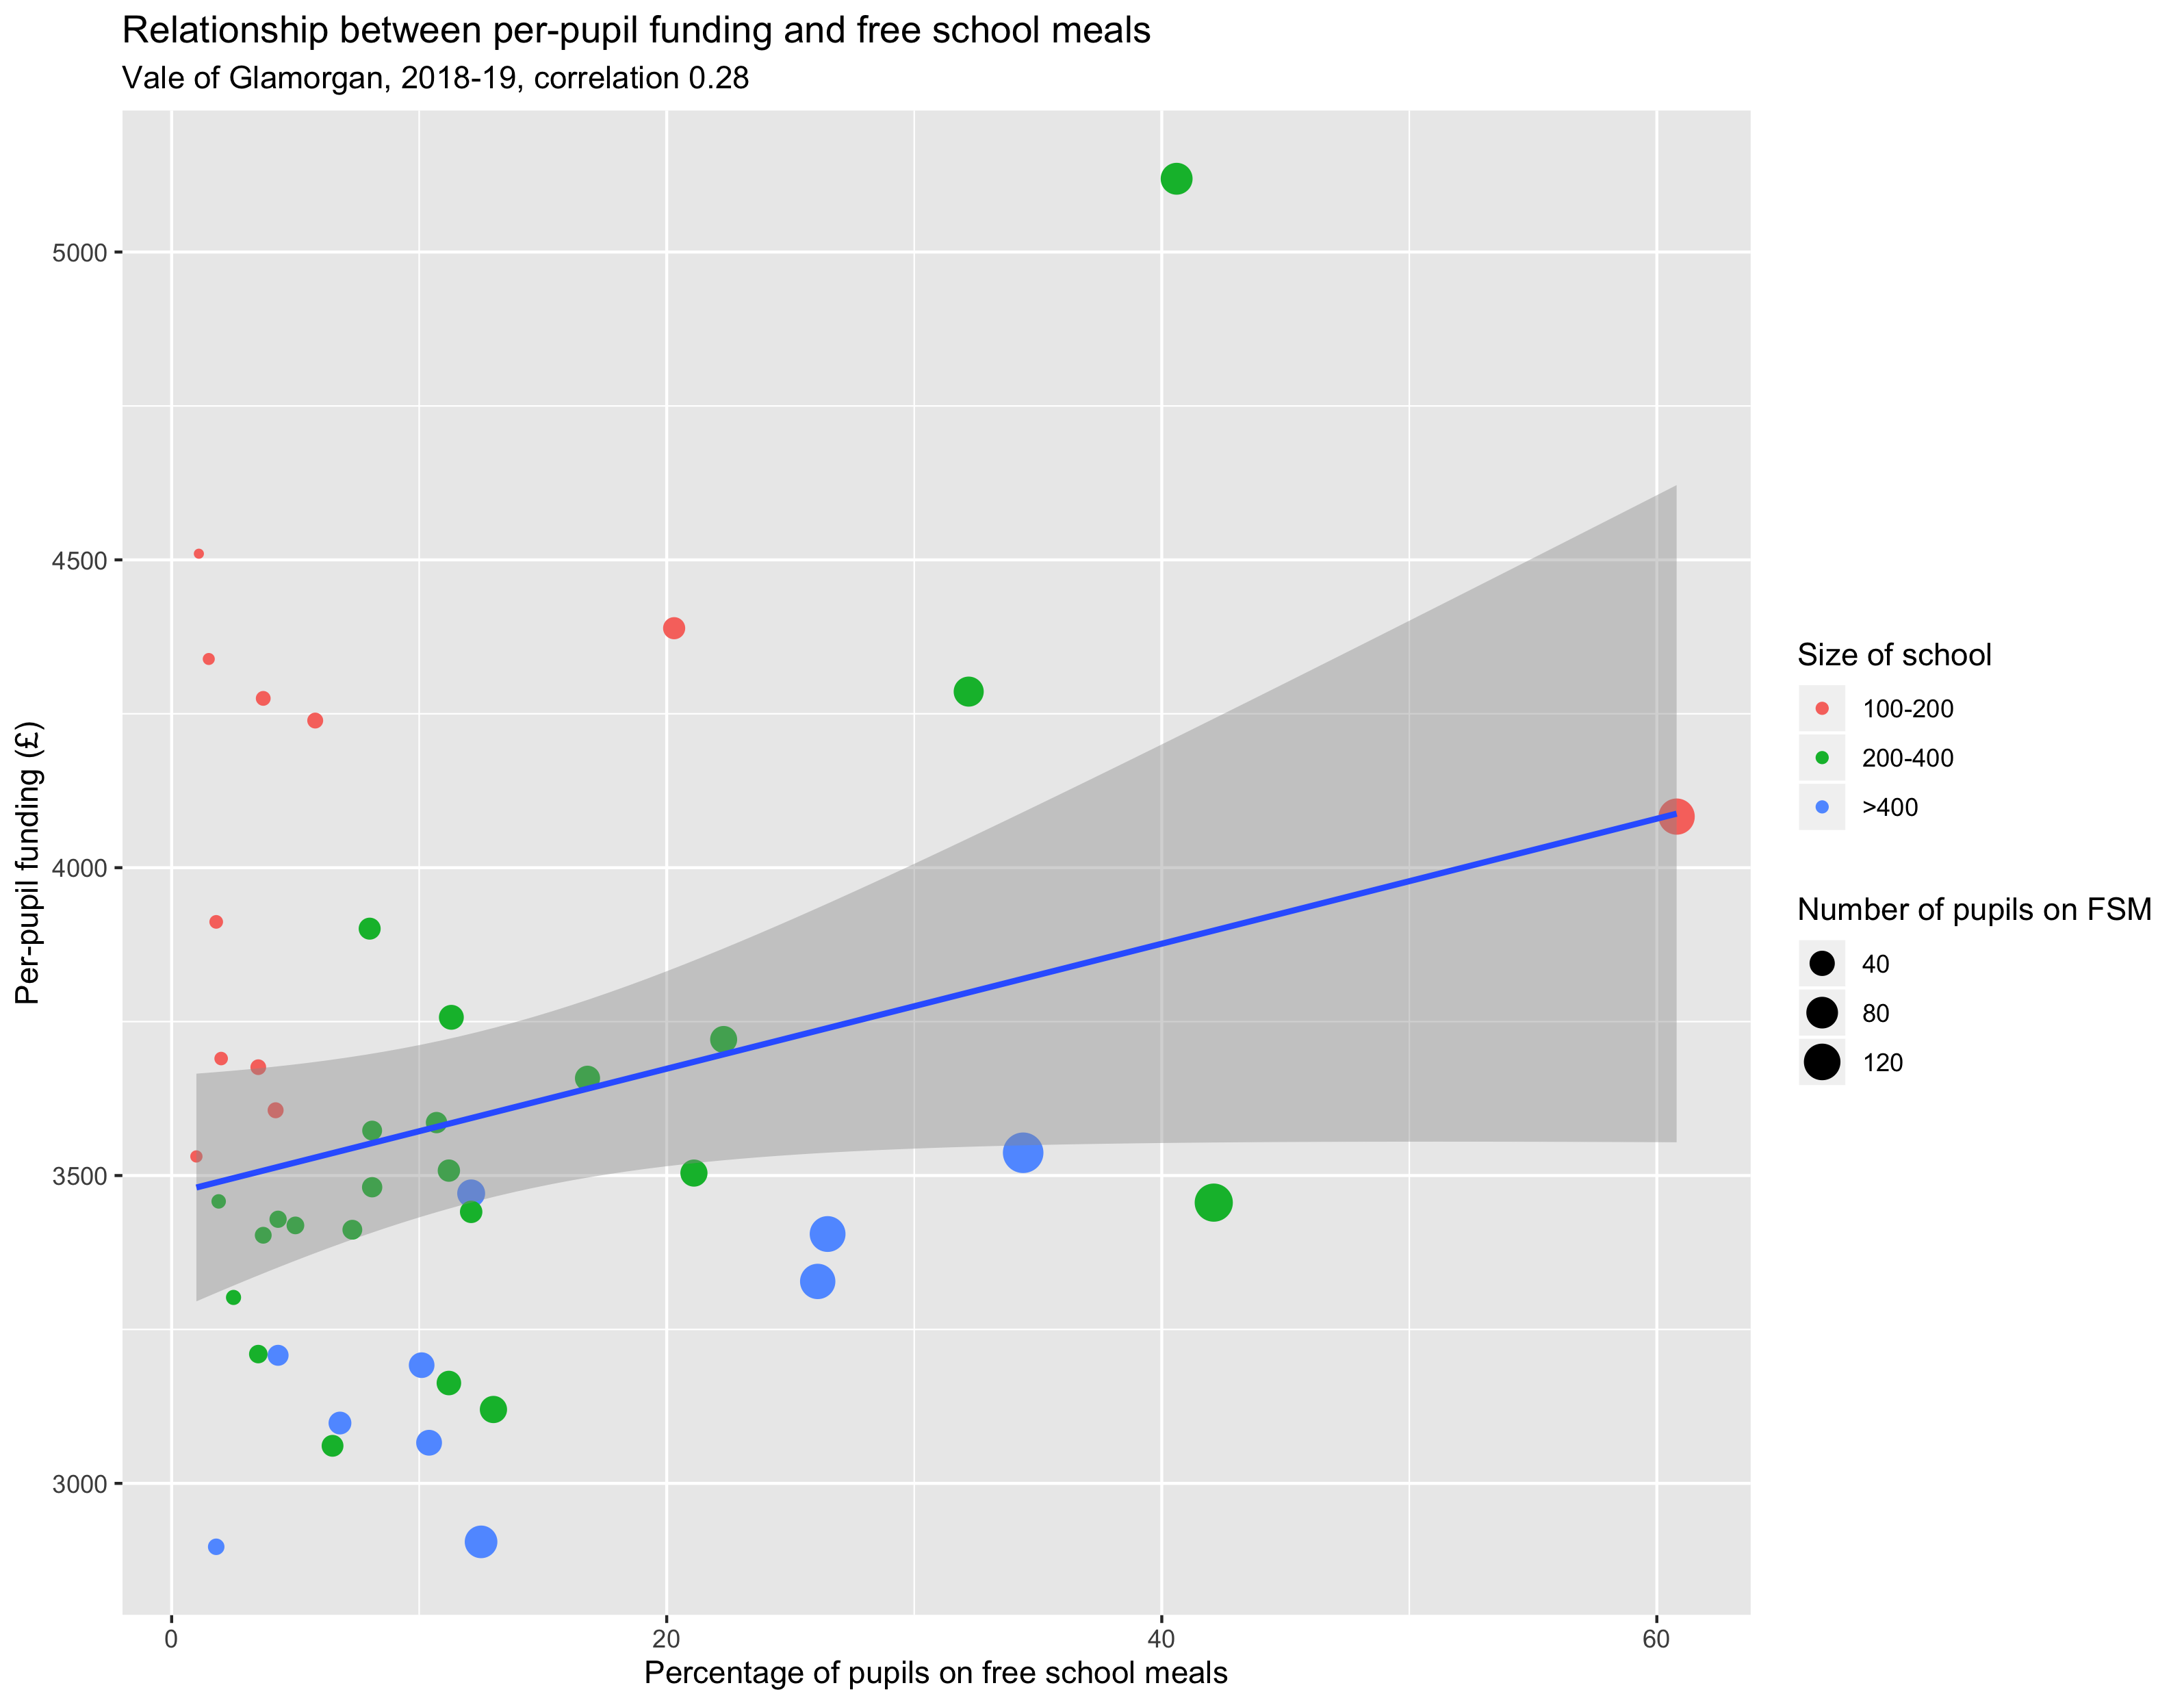 Relationship between per-pupil funding and free school meals
Vale of Glamorgan, 2018-19, correlation 0.28
Per-pupil funding (£)
5000
4500
4000
3500
3000
0
20
40
60
Percentage of pupils on free school meals
Size of school
100-200
200-400
>400
Number of pupils on FSM
40
80
120